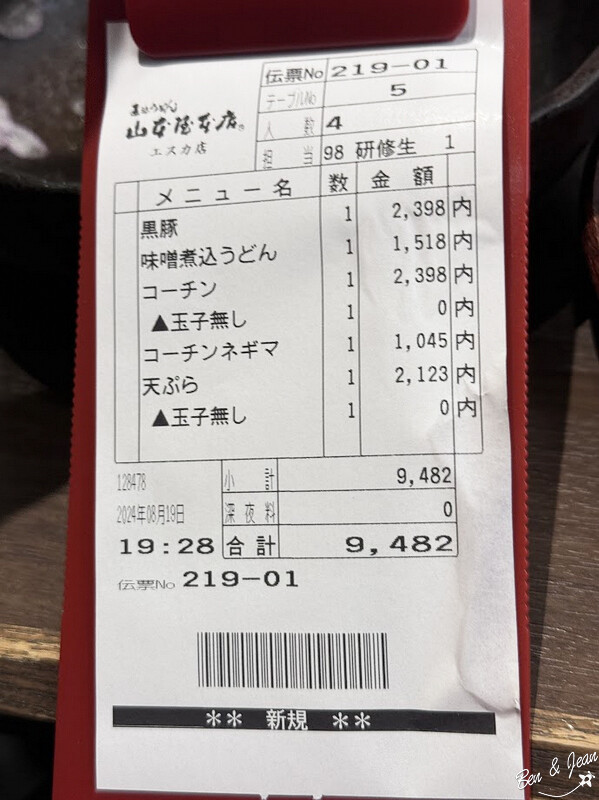 伝票No 219-01
テーブルNo 5
人数 4
担当 98 研修生 1
みそうどん
山本屋本店
エスカ店
メニュー名 数 金額
黒豚 1 2,398 内
味噌煮込うどん 1 1,518 内
コーチン 1 2,398 内
▲玉子無し 1 0 内
コーチンネギマ 1 1,045 内
天ぷら 1 2,123 内
▲玉子無し 1 0 内
128478 小計 9,482
2024年08月19日 深夜料 0
19:28 合計 9,482
伝票No 219-01
** 新規 **
Ben & Jean